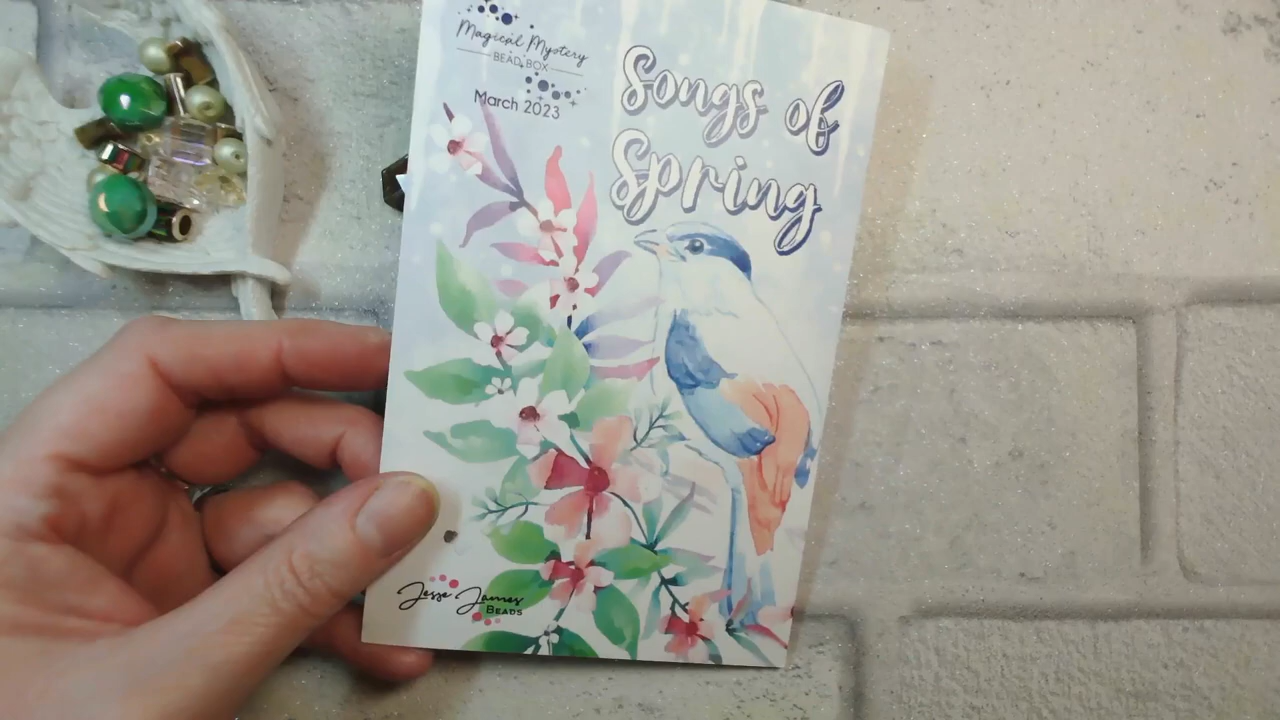 Magical Mystery
BEAD BOX
March 2023
Songs of
Spring
Jesse James
BEADS